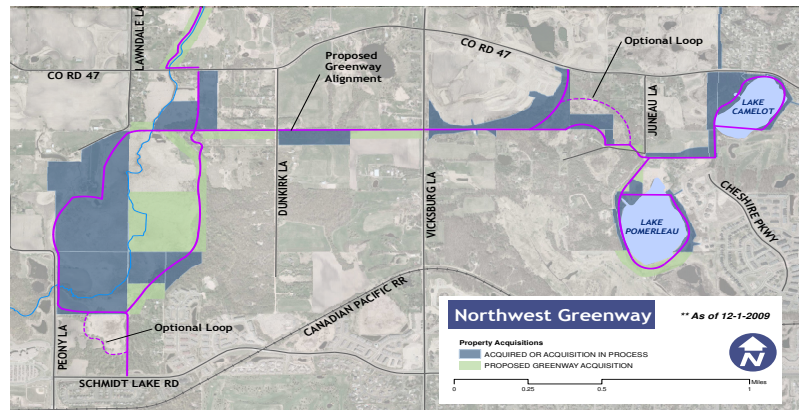 LAWNDALE LA
CO RD 47
Proposed
Greenway
Alignment
CO RD 47
Optional Loop
JUNEAU LA
LAKE
CAMELOT
DUNKIRK LA
VICKSBURG LA
CHESHIRE PKWY
LAKE
POMERLEAU
PEONY LA
Optional Loop
CANADIAN PACIFIC RR
SCHMIDT LAKE RD
Northwest Greenway
** As of 12-1-2009
Property Acquisitions
ACQUIRED OR ACQUISITION IN PROCESS
PROPOSED GREENWAY ACQUISITION
N
0 0.25 0.5 1 Miles